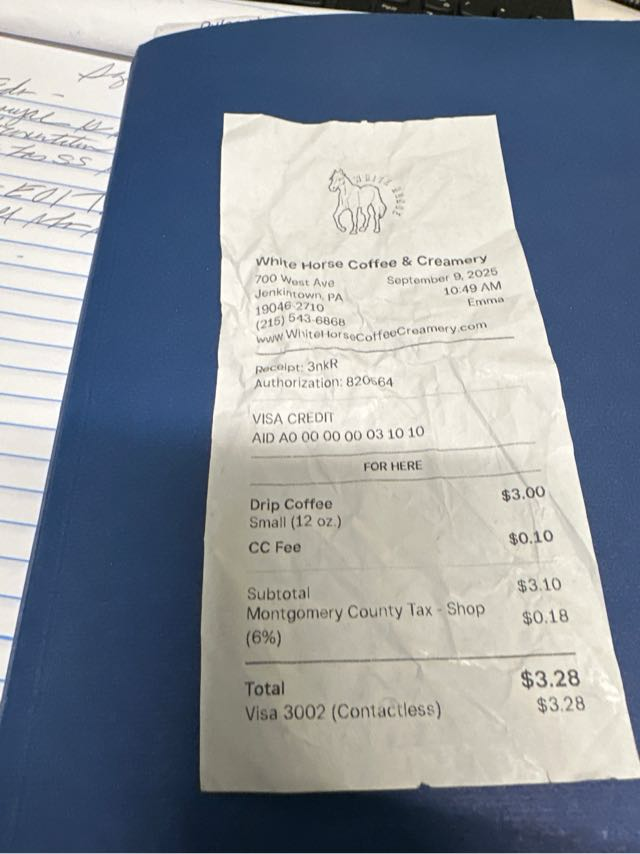 WHITE HORSE
White Horse Coffee & Creamery
700 West Ave
Jenkintown, PA
19046-2710
(215) 543-6868
www.WhiteHorseCoffeeCreamery.com
September 9, 2025
10:49 AM
Emma
Receipt: 3nkR
Authorization: 820564
VISA CREDIT
AID A0 00 00 00 03 10 10
FOR HERE
Drip Coffee $3.00
Small (12 oz.)
CC Fee $0.10
Subtotal $3.10
Montgomery County Tax - Shop $0.18
(6%)
Total $3.28
Visa 3002 (Contactless) $3.28